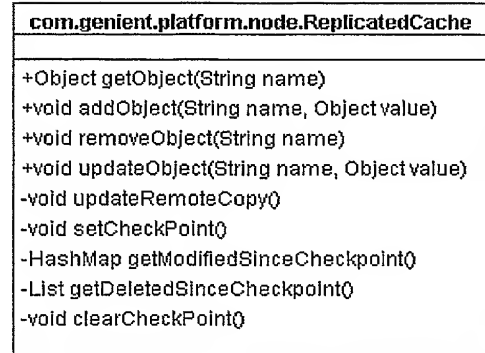 com.genient.platform.node.ReplicatedCache
+Object getObject(String name)
+void addObject(String name, Object value)
+void removeObject(String name)
+void updateObject(String name, Object value)
-void updateRemoteCopy()
-void setCheckPoint()
-HashMap getModifiedSinceCheckpoint()
-List getDeletedSinceCheckpoint()
-void clearCheckPoint()